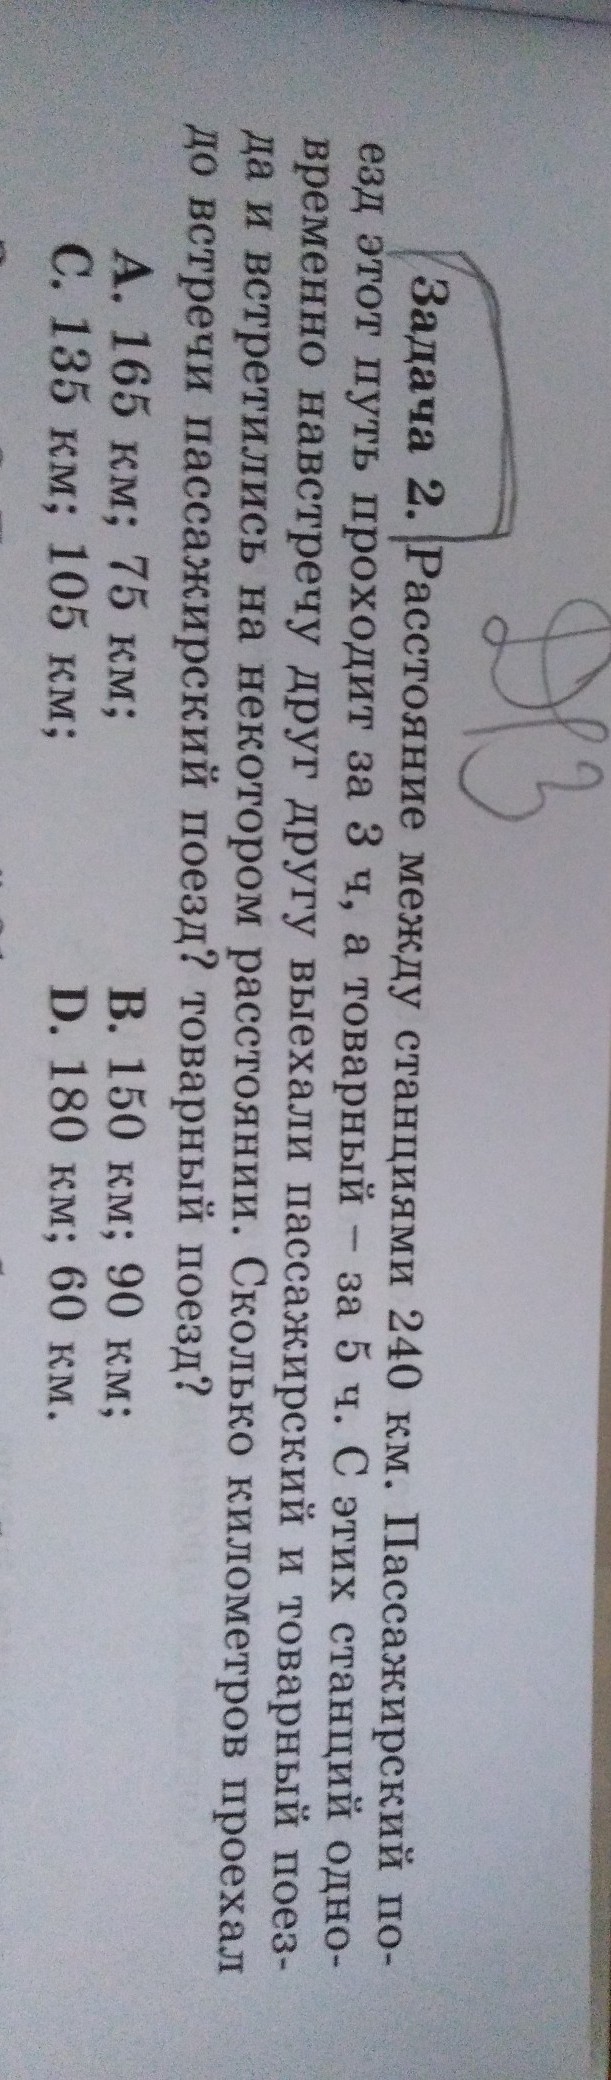 ДЗ
Задача 2. Расстояние между станциями 240 км. Пассажирский по-
езд этот путь проходит за 3 ч, а товарный – за 5 ч. С этих станций одно-
временно навстречу друг другу выехали пассажирский и товарный поез-
да и встретились на некотором расстоянии. Сколько километров проехал
до встречи пассажирский поезд? товарный поезд?
A. 165 км; 75 км; B. 150 км; 90 км;
C. 135 км; 105 км; D. 180 км; 60 км.